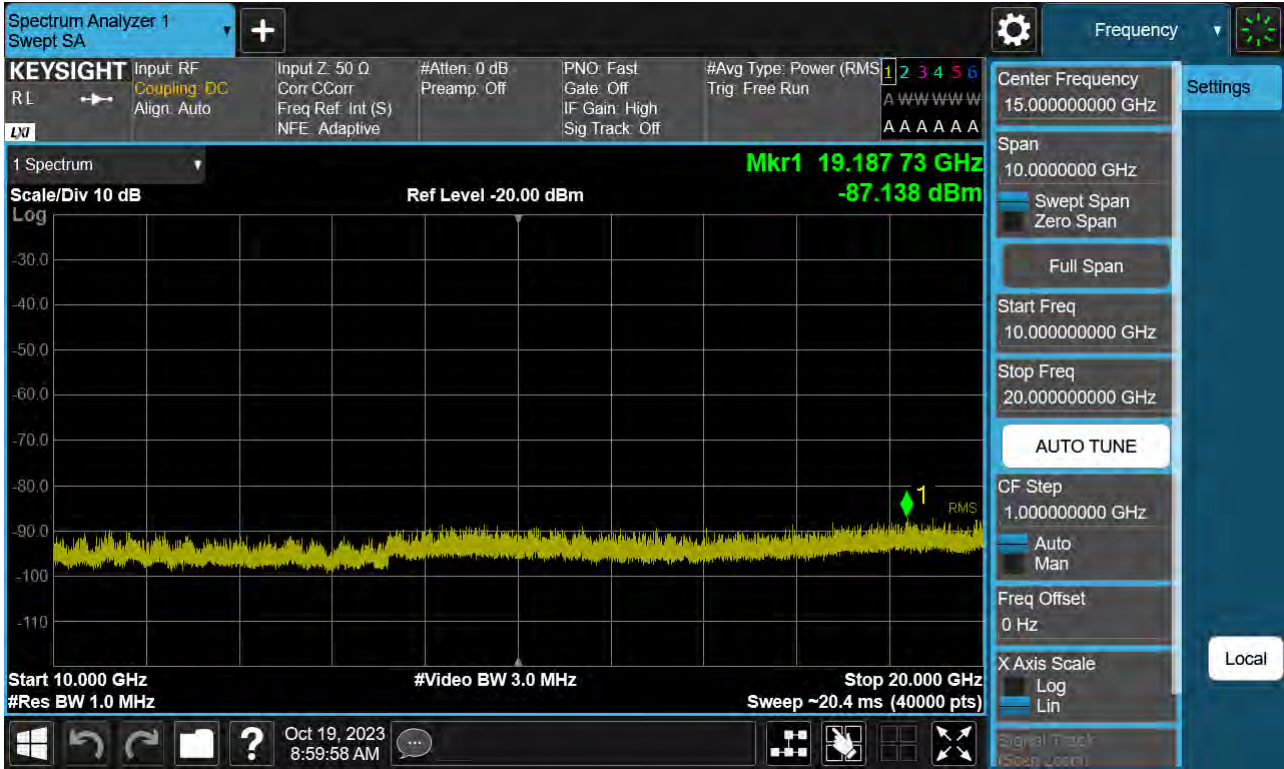 Spectrum Analyzer 1
Swept SA
Frequency
KEYSIGHT
RL
LXI
Input: RF
Coupling: DC
Align: Auto
Input Z: 50 Ω
Corr CCorr
Freq Ref: Int (S)
NFE: Adaptive
#Atten: 0 dB
Preamp: Off
PNO: Fast
Gate: Off
IF Gain: High
Sig Track: Off
#Avg Type: Power (RMS
Trig: Free Run
1 2 3 4 5 6
A W W W W W
A A A A A A
1 Spectrum
Mkr1 19.187 73 GHz
-87.138 dBm
Scale/Div 10 dB
Ref Level -20.00 dBm
Log
-30.0
-40.0
-50.0
-60.0
-70.0
-80.0
-90.0
-100
-110
1
RMS
Start 10.000 GHz
#Video BW 3.0 MHz
Stop 20.000 GHz
#Res BW 1.0 MHz
Sweep ~20.4 ms (40000 pts)
Center Frequency
15.000000000 GHz
Span
10.0000000 GHz
Swept Span
Zero Span
Full Span
Start Freq
10.000000000 GHz
Stop Freq
20.000000000 GHz
AUTO TUNE
CF Step
1.000000000 GHz
Auto
Man
Freq Offset
0 Hz
X Axis Scale
Log
Lin
Signal Track
(Span Zoom)
Settings
Local
?
Oct 19, 2023
8:59:58 AM